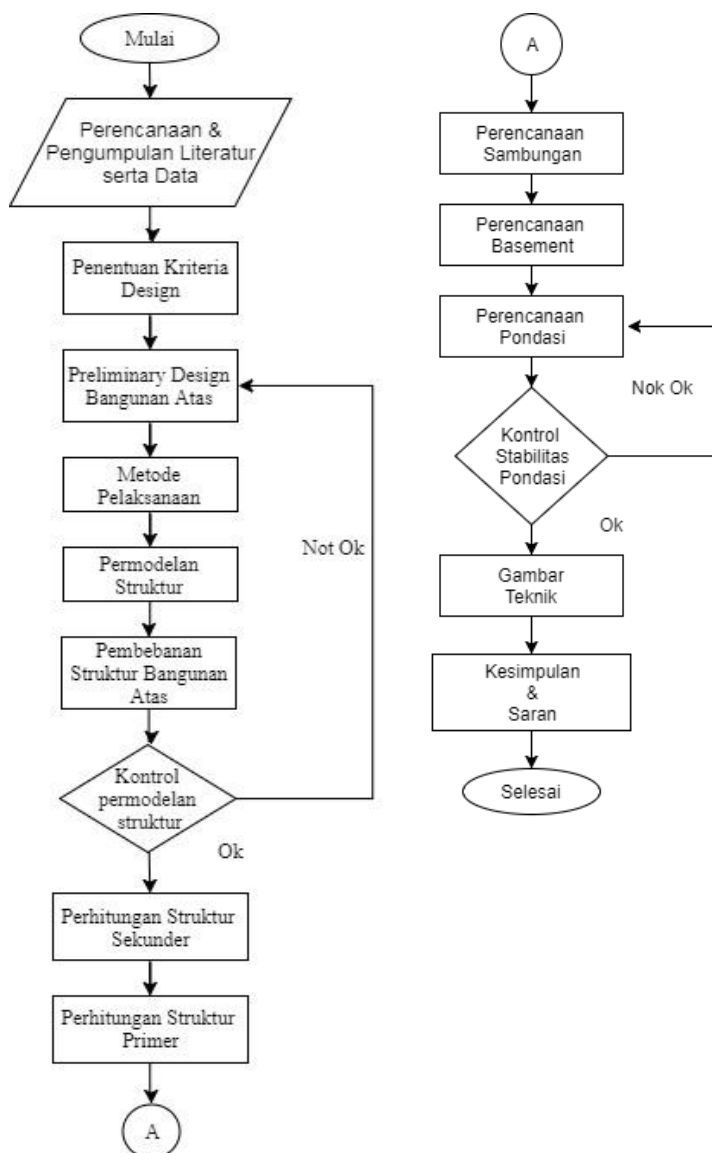 Mulai
Perencanaan &
Pengumpulan Literatur
serta Data
Penentuan Kriteria
Design
Preliminary Design
Bangunan Atas
Metode
Pelaksanaan
Permodelan
Struktur
Pembebanan
Struktur Bangunan
Atas
Kontrol
permodelan
struktur
Not Ok
Ok
Perhitungan Struktur
Sekunder
Perhitungan Struktur
Primer
A
A
Perencanaan
Sambungan
Perencanaan
Basement
Perencanaan
Pondasi
Nok Ok
Kontrol
Stabilitas
Pondasi
Ok
Gambar
Teknik
Kesimpulan
&
Saran
Selesai